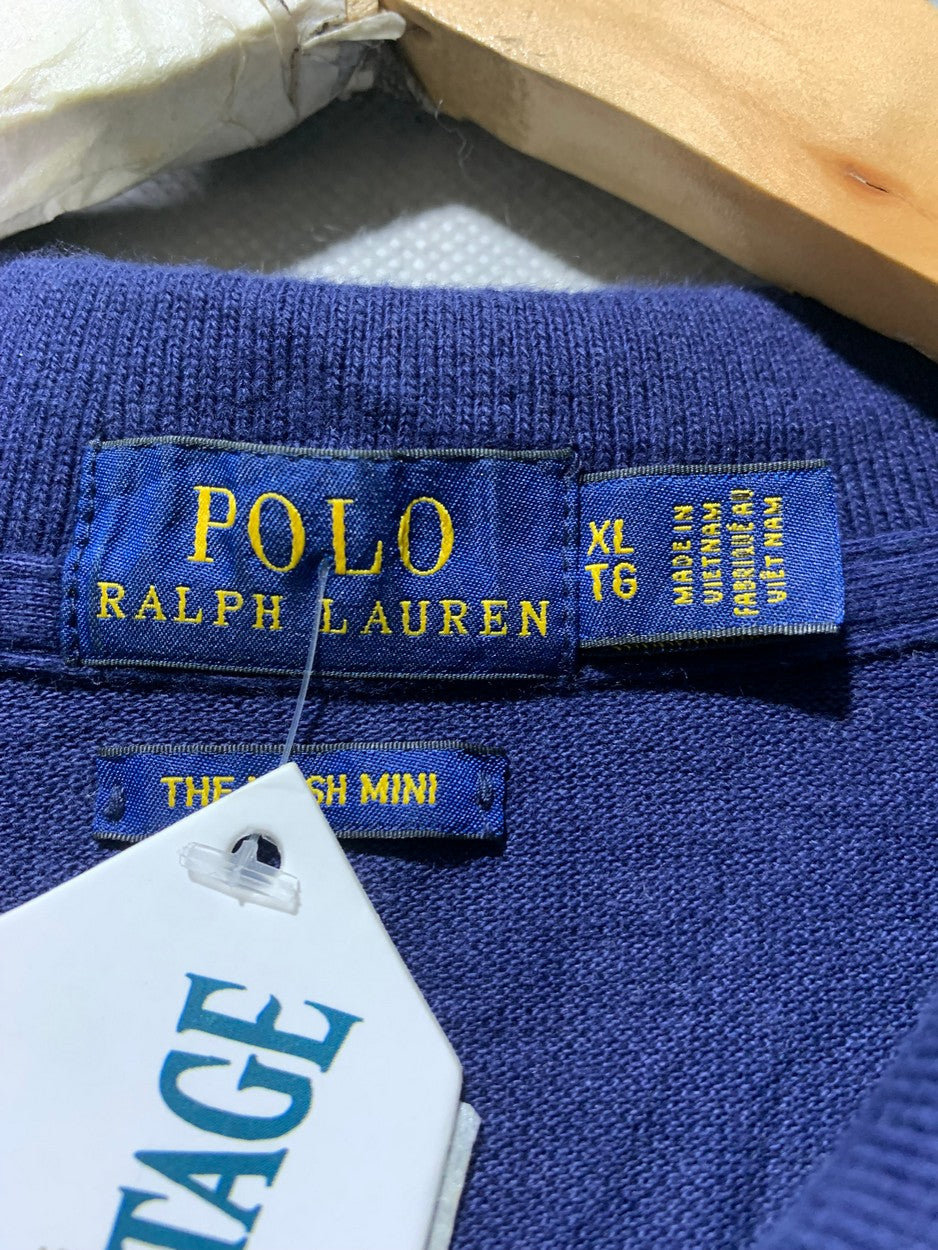 POLO
RALPH LAUREN
XL
TG
MADE IN
VIETNAM
FABRIQUÉ AU
VIÊT NAM
THE SH MINI
TAGE